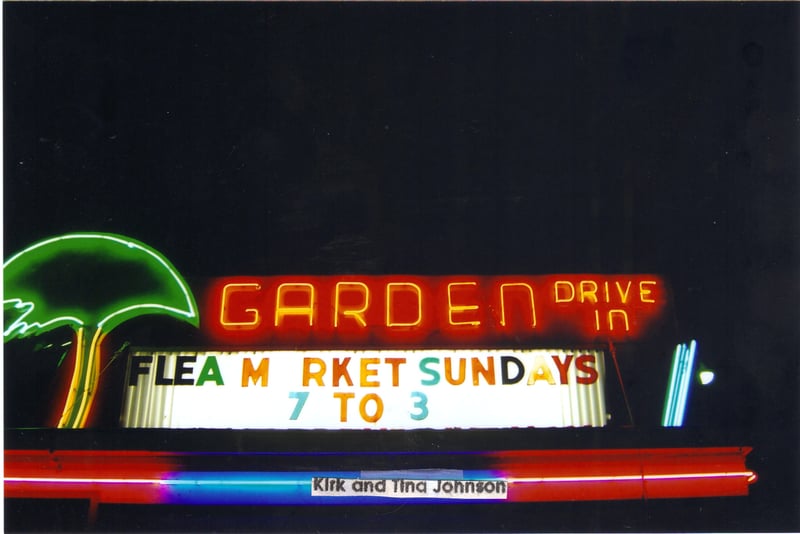 GARDEN DRIVE
IN
FLEA M RKET SUNDAYS
7 TO 3
Kirk and Tina Johnson